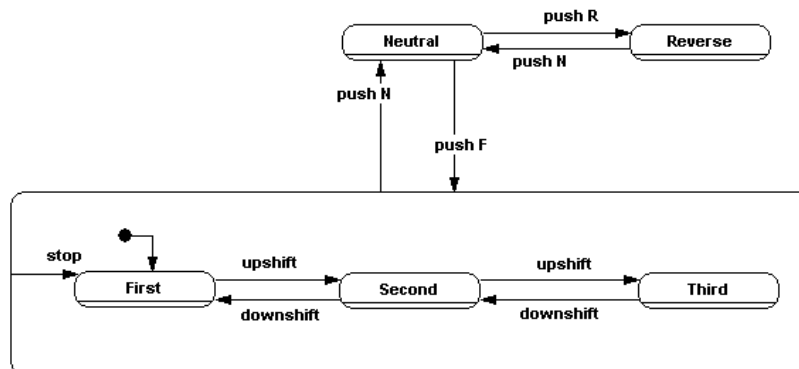 push R
Neutral
Reverse
push N
push N
push F
stop
upshift
upshift
First
Second
Third
downshift
downshift